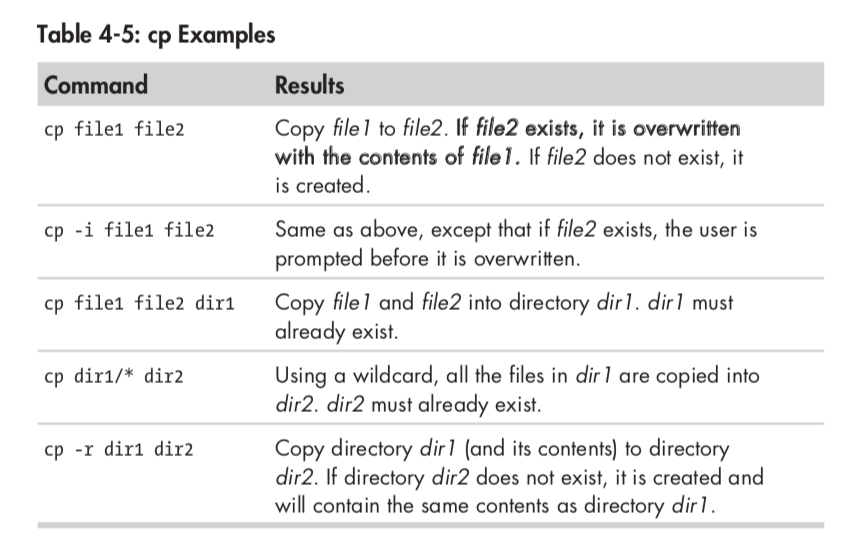 Table 4-5: cp Examples
Command Results
cp file1 file2 Copy file1 to file2. If file2 exists, it is overwritten
with the contents of file1. If file2 does not exist, it
is created.
cp -i file1 file2 Same as above, except that if file2 exists, the user is
prompted before it is overwritten.
cp file1 file2 dir1 Copy file1 and file2 into directory dir1. dir1 must
already exist.
cp dir1/* dir2 Using a wildcard, all the files in dir1 are copied into
dir2. dir2 must already exist.
cp -r dir1 dir2 Copy directory dir1 (and its contents) to directory
dir2. If directory dir2 does not exist, it is created and
will contain the same contents as directory dir1.